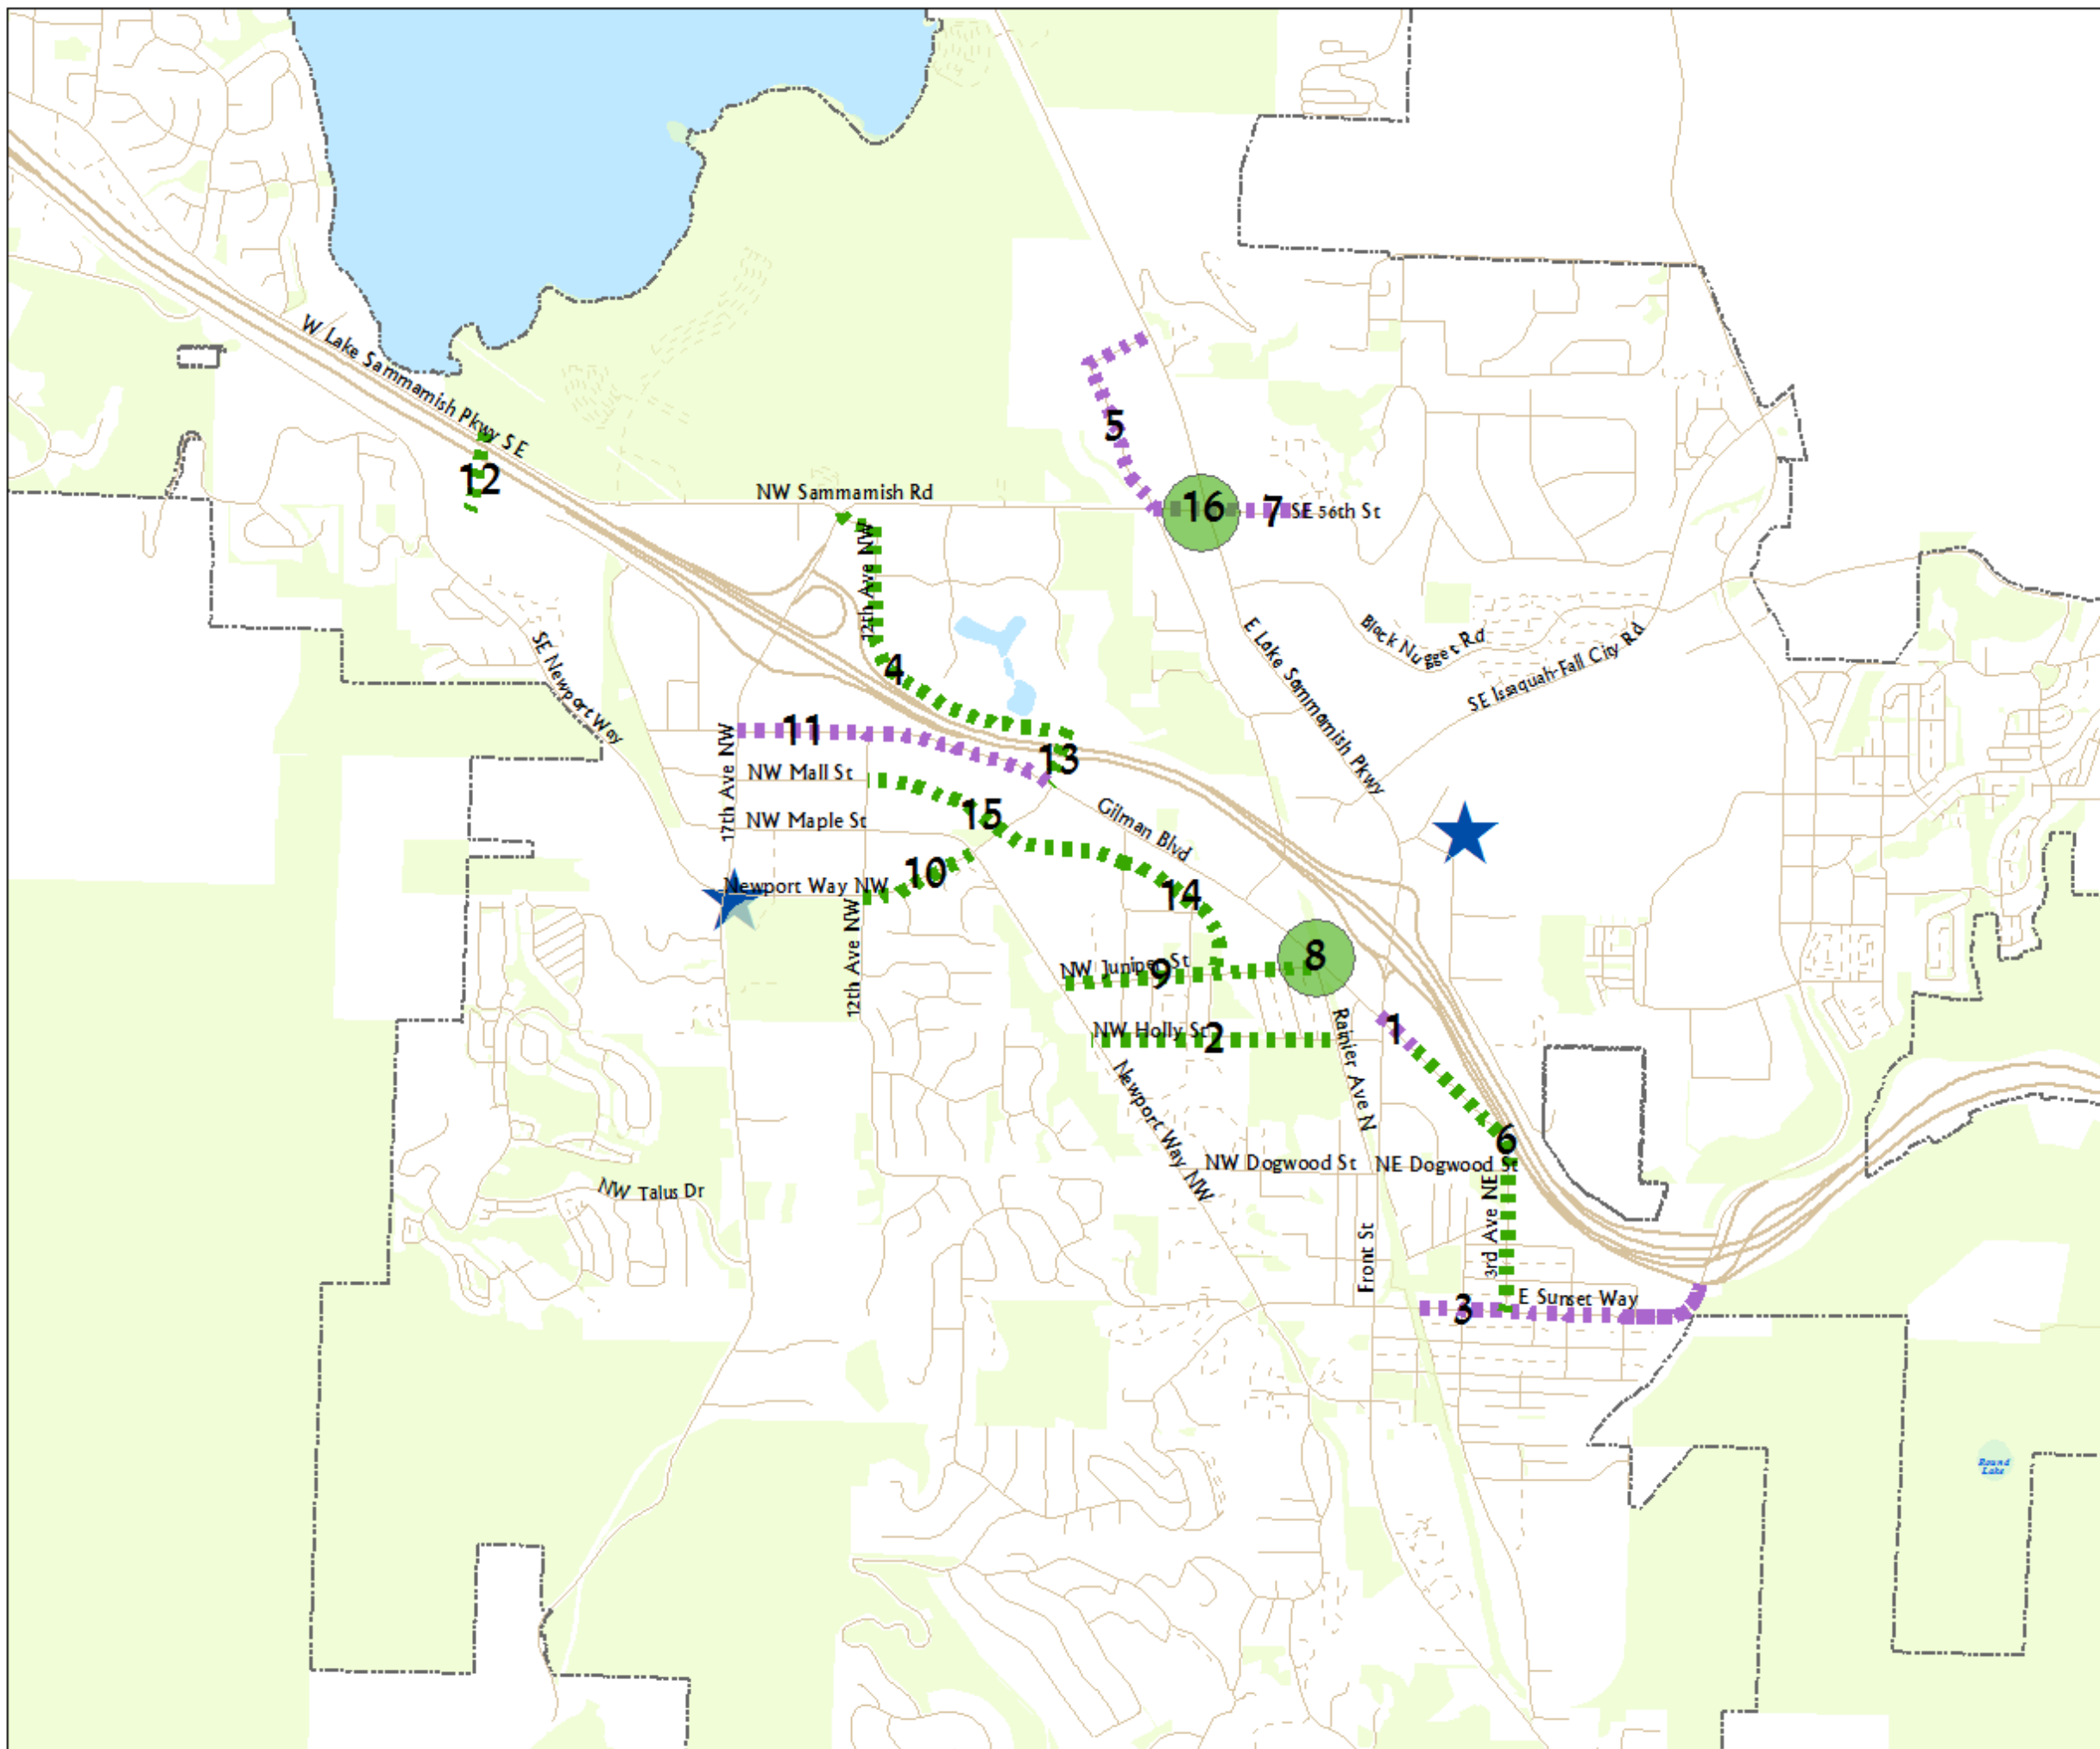 W Lake Sammamish Pkwy SE
5
12
NW Sammamish Rd
16
7
SE 56th St
12th Ave NW
Black Nugget Rd
E Lake Sammamish Pkwy
SE Issaquah-Fall City Rd
SE Newport Way
4
11
17th Ave NW
13
NW Mall St
15
NW Maple St
Gilman Blvd
10
Newport Way NW
14
12th Ave NW
8
NW Juniper St
9
NW Holly St
2
1
Rainier Ave N
Newport Way NW
6
NW Dogwood St
NE Dogwood St
NW Talus Dr
3rd Ave NE
Front St
3
E Sunset Way
Round
Lake